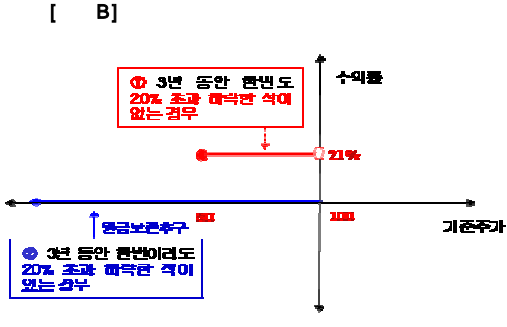 [ B]
수익률
① 3년 동안 한번도
20% 초과 하락한 적이
없는 경우
21%
80
100
원금보존추구
기준주가
② 3년 동안 한번이라도
20% 초과 하락한 적이
있는 경우